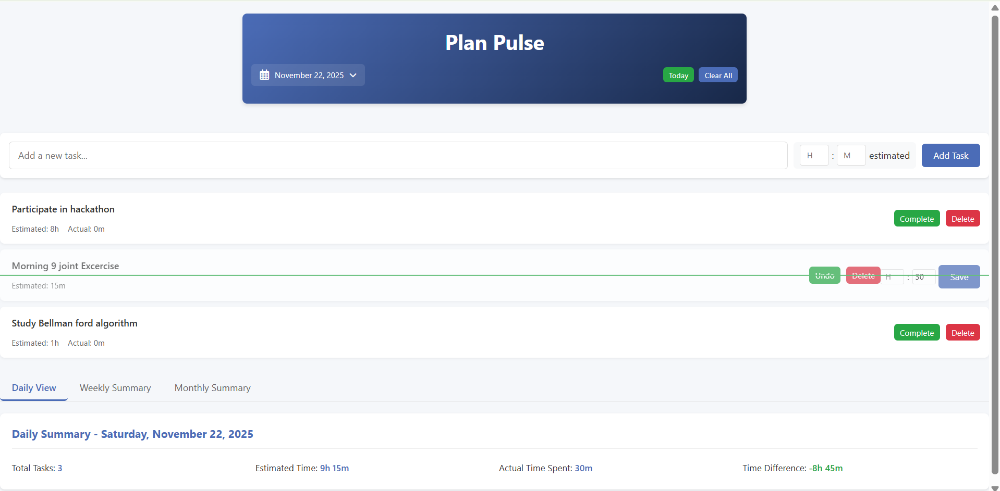 Plan Pulse
November 22, 2025
Today
Clear All
Add a new task...
H : M estimated
Add Task
Participate in hackathon
Estimated: 8h Actual: 0m
Complete
Delete
Morning 9 joint Excercise
Estimated: 15m
Undo
Delete
H : 30
Save
Study Bellman ford algorithm
Estimated: 1h Actual: 0m
Complete
Delete
Daily View
Weekly Summary
Monthly Summary
Daily Summary - Saturday, November 22, 2025
Total Tasks: 3
Estimated Time: 9h 15m
Actual Time Spent: 30m
Time Difference: -8h 45m